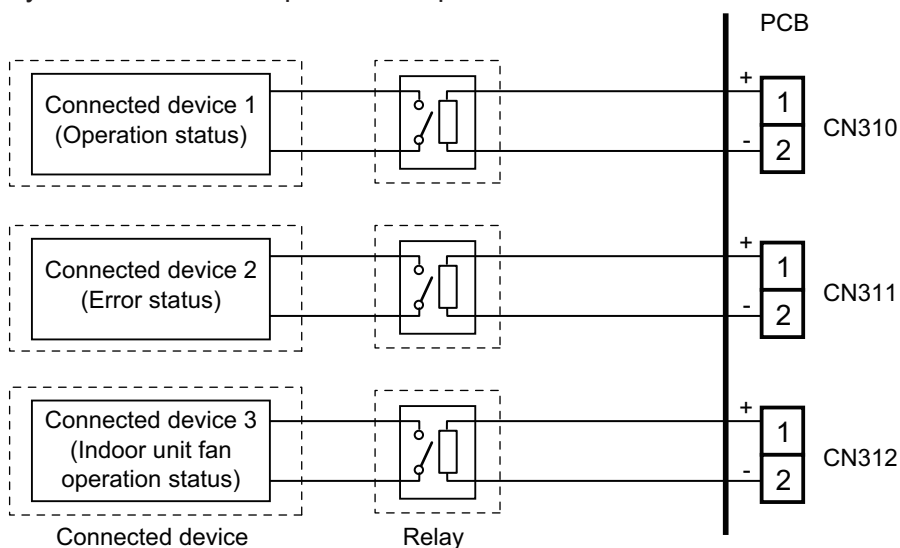 PCB
Connected device 1
(Operation status)
+
1
-
2
CN310
Connected device 2
(Error status)
+
1
-
2
CN311
Connected device 3
(Indoor unit fan
operation status)
+
1
-
2
CN312
Connected device
Relay